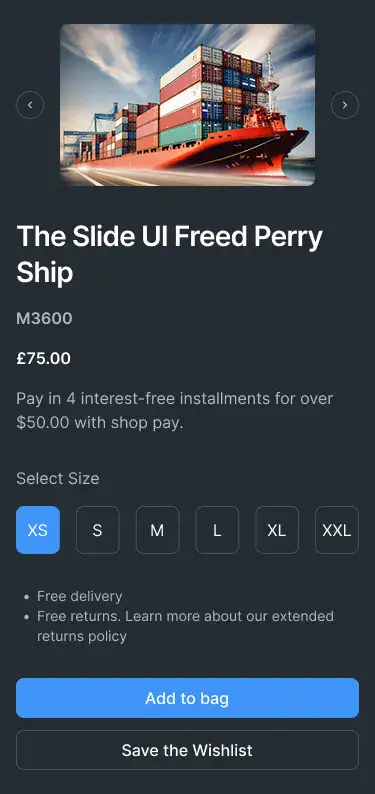 The Slide UI Freed Perry
Ship
M3600
£75.00
Pay in 4 interest-free installments for over
$50.00 with shop pay.
Select Size
XS S M L XL XXL
• Free delivery
• Free returns. Learn more about our extended
returns policy
Add to bag
Save the Wishlist